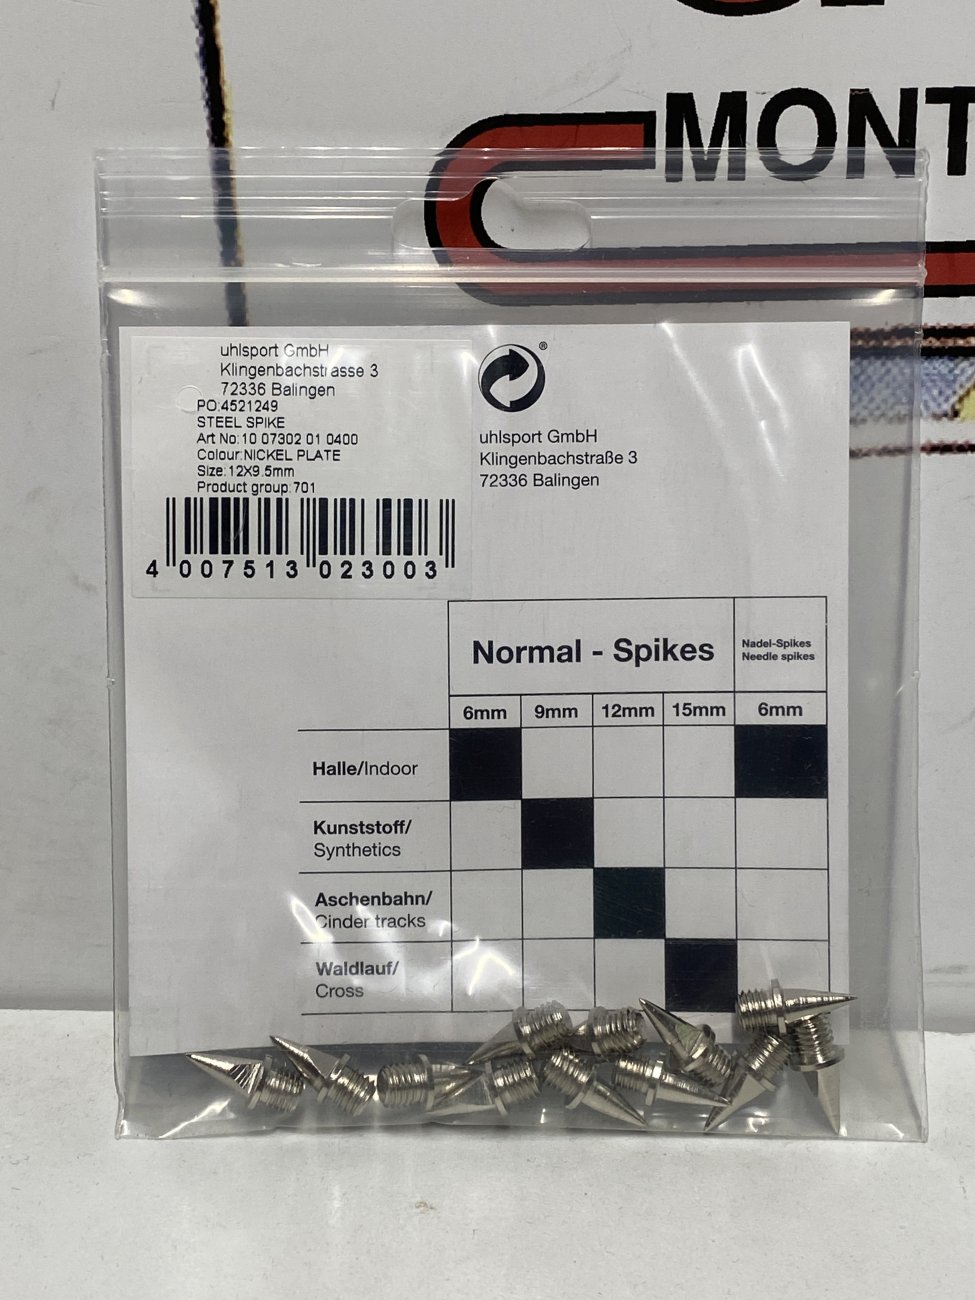 MONT
uhlsport GmbH
Klingenbachstrasse 3
72336 Balingen
PO:4521249
STEEL SPIKE
Art No:10 07302 01 0400
Colour:NICKEL PLATE
Size:12X9.5mm
Product group:701
4 007513 023003
®
uhlsport GmbH
Klingenbachstraße 3
72336 Balingen
Normal - Spikes
Nadel-Spikes
Needle spikes
6mm 9mm 12mm 15mm 6mm
Halle/Indoor
Kunststoff/
Synthetics
Aschenbahn/
Cinder tracks
Waldlauf/
Cross